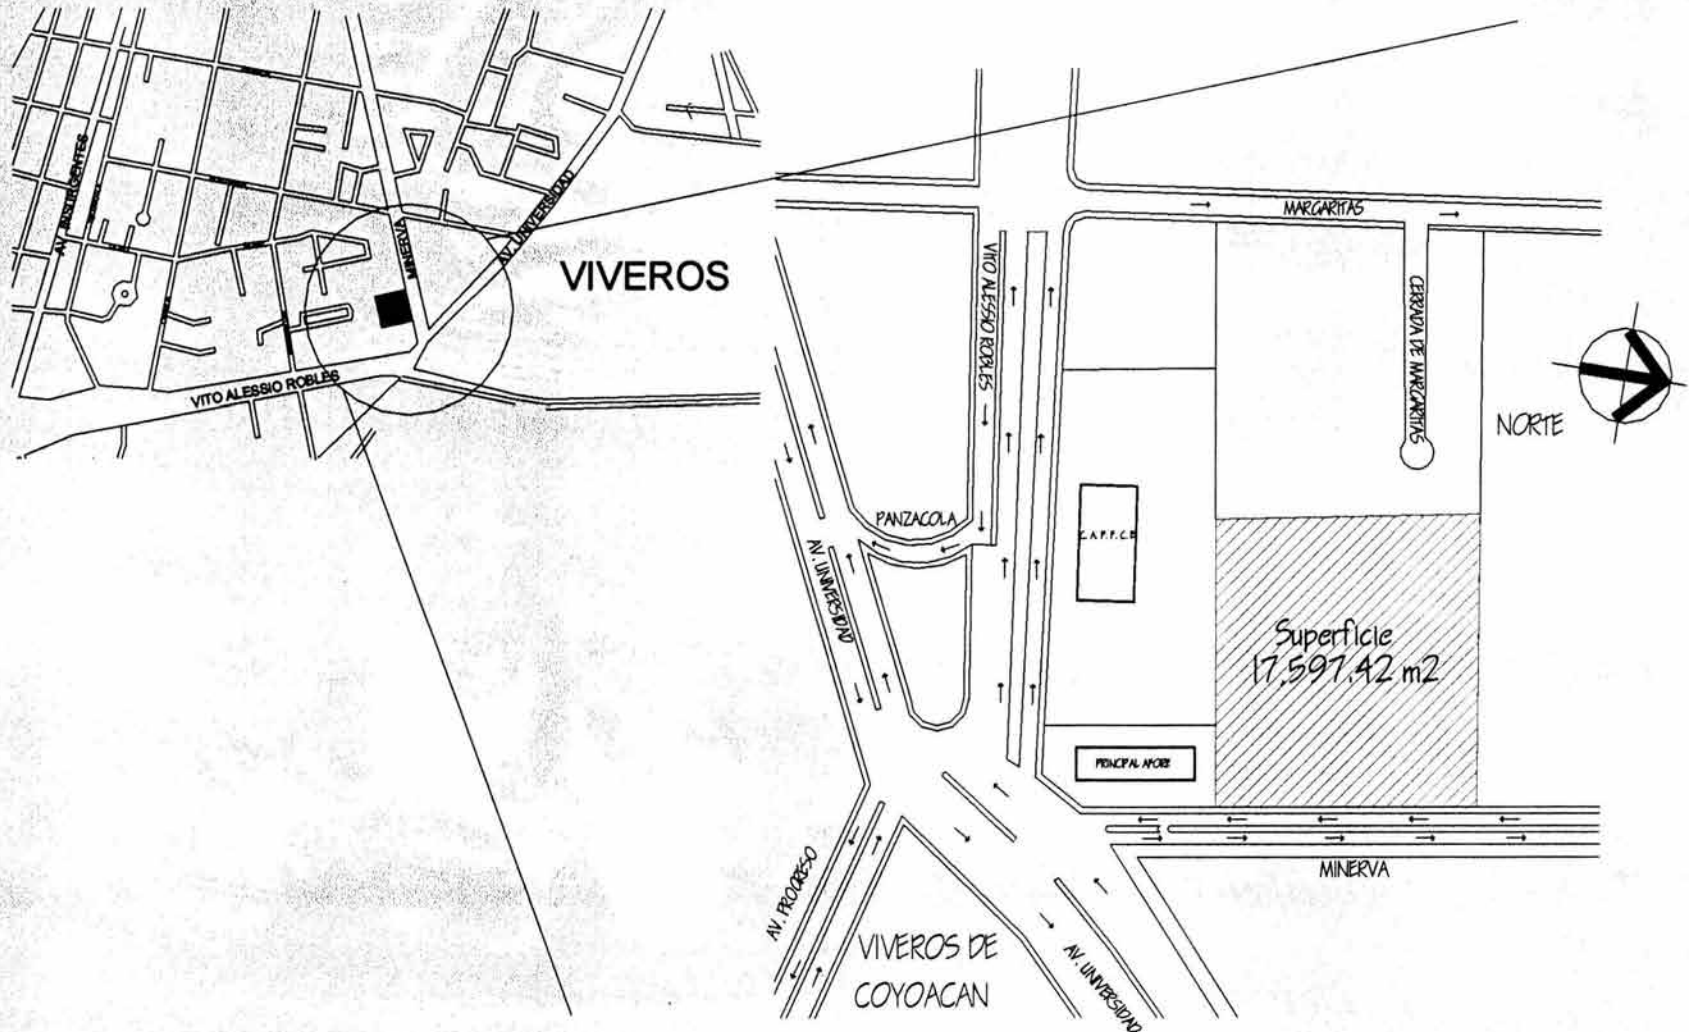 AV. INSURGENTES
MINERVA
AV. UNIVERSIDAD
VIVEROS
VITO ALESSIO ROBLES
MARGARITAS
VITO ALESSIO ROBLES
CERRADA DE MARGARITAS
NORTE
PANZACOLA
C.A.P.F.C.E
AV. UNIVERSIDAD
Superficie
17,597.42 m2
PRINCIPAL AFORE
MINERVA
AV. PROGRESO
VIVEROS DE
COYOACAN
AV. UNIVERSIDAD